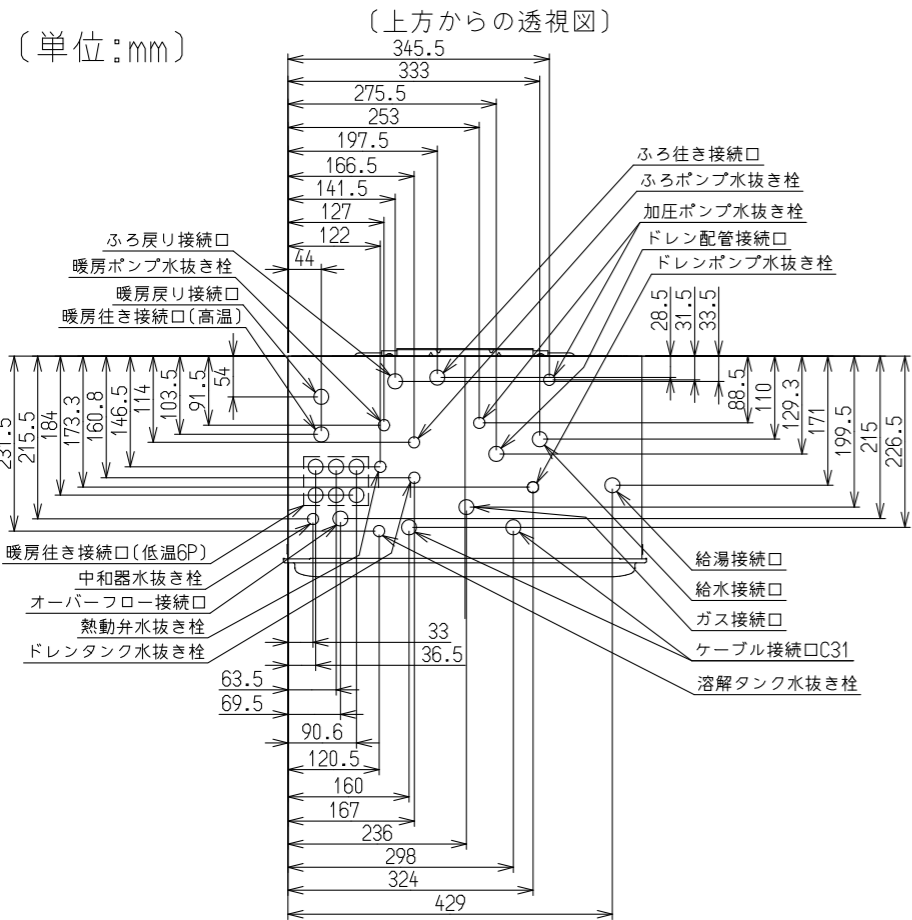 〔上方からの透視図〕
〔単位:mm〕
345.5
333
275.5
253
197.5
166.5
141.5
127
122
44
ふろ往き接続口
ふろポンプ水抜き栓
加圧ポンプ水抜き栓
ドレン配管接続口
ドレンポンプ水抜き栓
ふろ戻り接続口
暖房ポンプ水抜き栓
暖房戻り接続口
暖房往き接続口(高温)
28.5
31.5
33.5
231.5
215.5
184
173.3
160.8
146.5
114
103.5
91.5
54
88.5
110
129.3
171
199.5
215
226.5
暖房往き接続口(低温6P)
中和器水抜き栓
オーバーフロー接続口
熱動弁水抜き栓
ドレンタンク水抜き栓
給湯接続口
給水接続口
ガス接続口
ケーブル接続口C31
溶解タンク水抜き栓
33
36.5
63.5
69.5
90.6
120.5
160
167
236
298
324
429